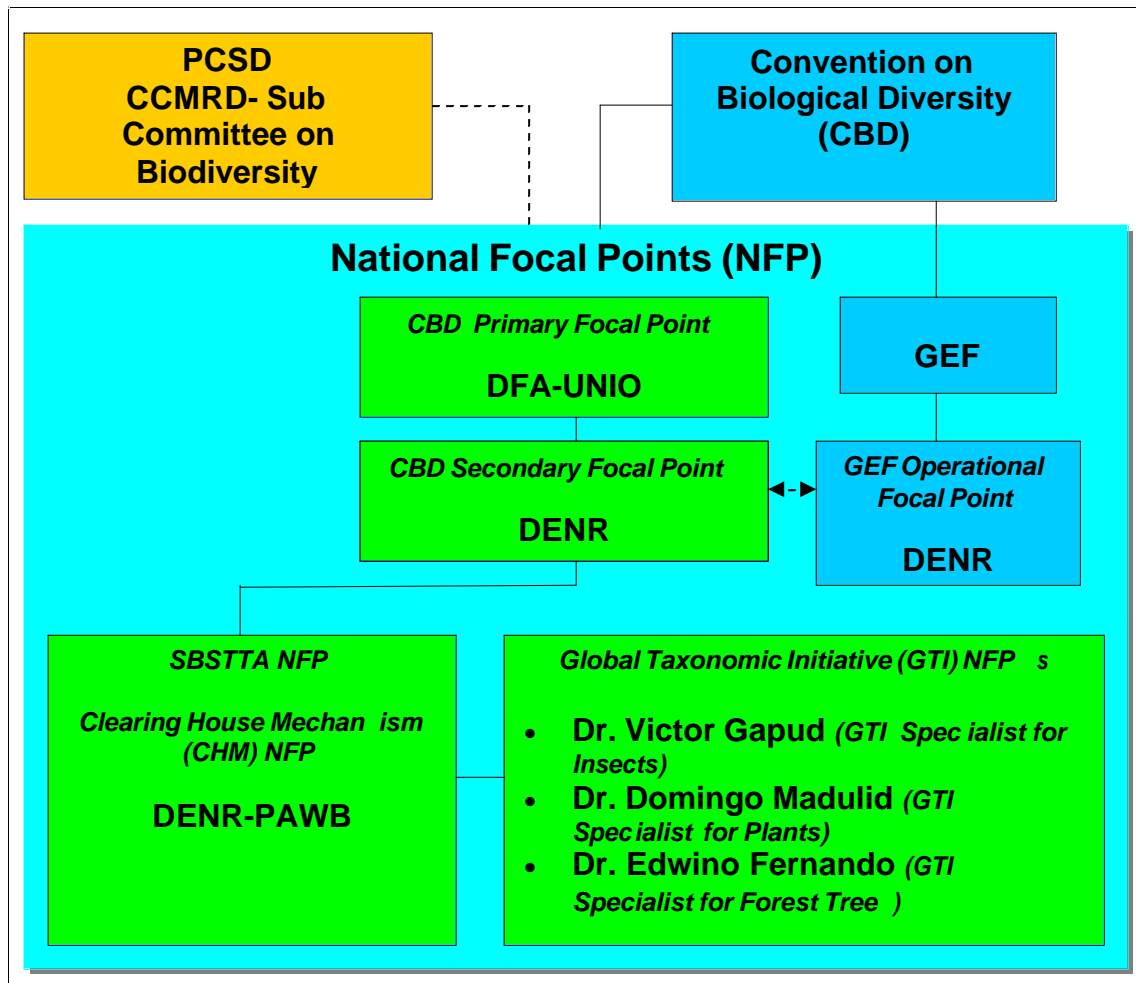 PCSD
CCMRD- Sub
Committee on
Biodiversity
Convention on
Biological Diversity
(CBD)
National Focal Points (NFP)
CBD Primary Focal Point
DFA-UNIO
GEF
CBD Secondary Focal Point
DENR
GEF Operational
Focal Point
DENR
SBSTTA NFP
Clearing House Mechan ism
(CHM) NFP
DENR-PAWB
Global Taxonomic Initiative (GTI) NFP s
• Dr. Victor Gapud (GTI Spec ialist for
Insects)
• Dr. Domingo Madulid (GTI
Specialist for Plants)
• Dr. Edwino Fernando (GTI
Specialist for Forest Tree )